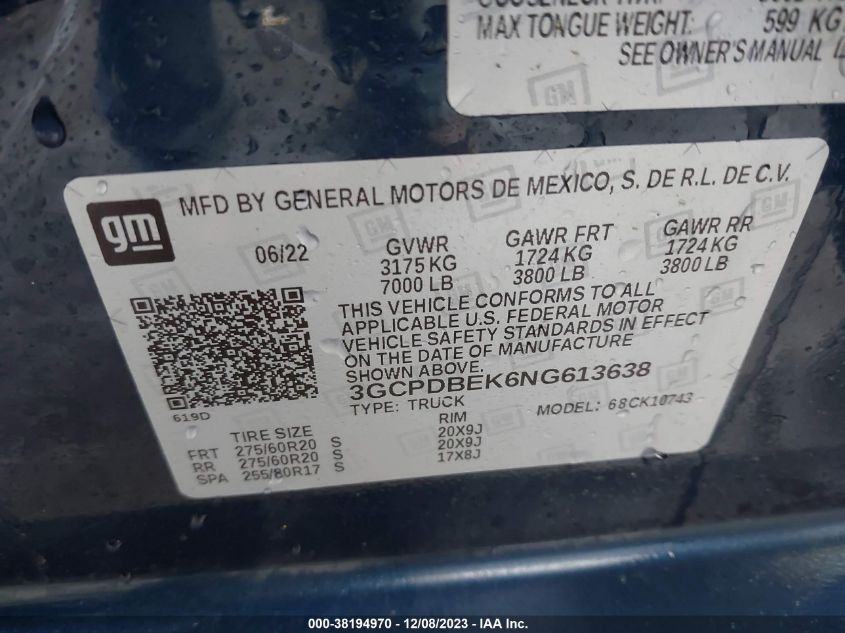 MAX TONGUE WEIGHT: 599 KG
SEE OWNER'S MANUAL
GM
gm
MFD BY GENERAL MOTORS DE MEXICO, S. DE R.L. DE C.V.
06/22
GVWR GAWR FRT GAWR RR
3175 KG 1724 KG 1724 KG
7000 LB 3800 LB 3800 LB
THIS VEHICLE CONFORMS TO ALL
APPLICABLE U.S. FEDERAL MOTOR
VEHICLE SAFETY STANDARDS IN EFFECT
ON THE DATE OF MANUFACTURE
SHOWN ABOVE.
3GCPDBEK6NG613638
619D
TYPE: TRUCK MODEL: 68CK10743
TIRE SIZE RIM
FRT 275/60R20 S 20X9J
RR 275/60R20 S 20X9J
SPA 255/80R17 S 17X8J
000-38194970 - 12/08/2023 - IAA Inc.